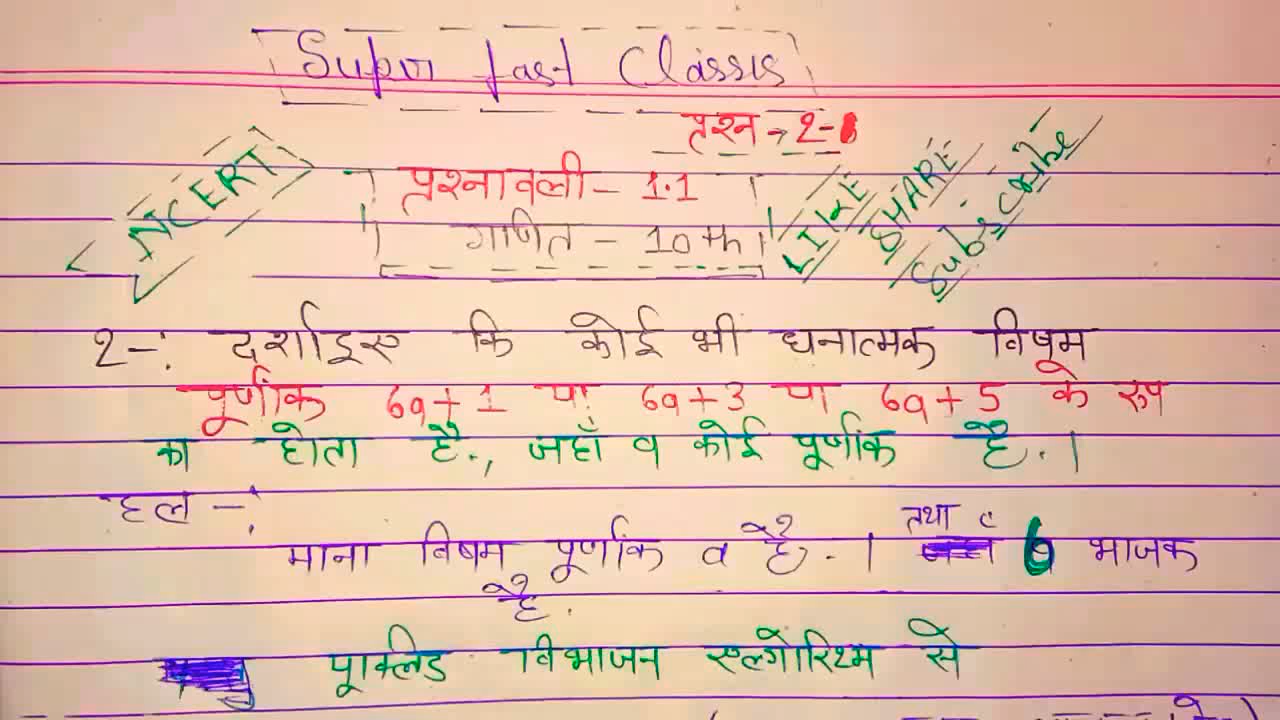 Super fast Classis
प्रश्न → 2-
NCERT
प्रश्नावली - 1.1
गणित - 10th
LIKE
SHARE
Subscribe
2-: दर्शाइए कि कोई भी धनात्मक विषम
पूर्णांक 6q+1 या 6q+3 या 6q+5 के रूप
का होता है., जहाँ व कोई पूर्णांक है. ।
हल -:
माना विषम पूर्णांक व है. । तथा 6 भाजक
है.
यूक्लिड विभाजन एल्गोरिथ्म से